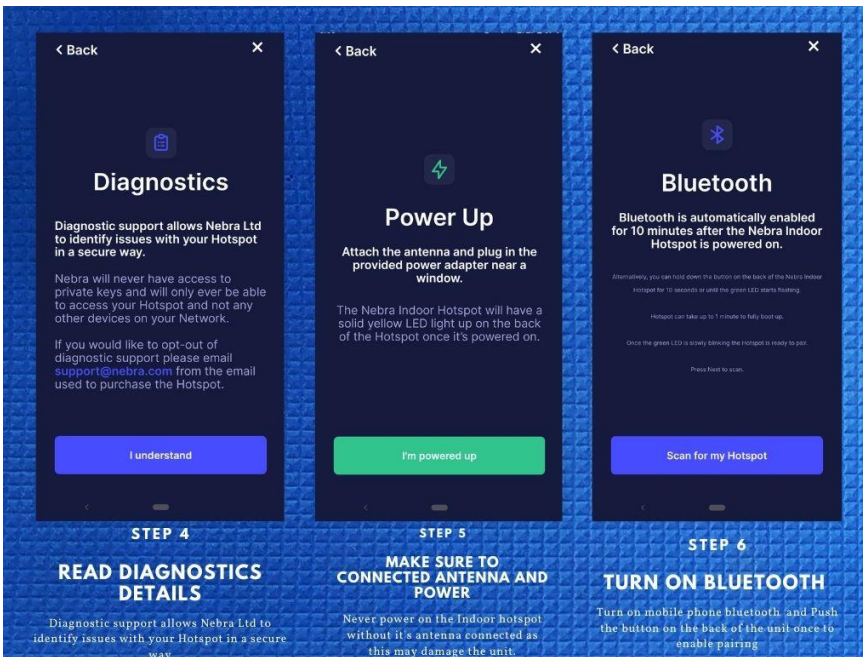 < Back
Diagnostics
Diagnostic support allows Nebra Ltd
to identify issues with your Hotspot
in a secure way.
Nebra will never have access to
private keys and will only ever be able
to access your Hotspot and not any
other devices on your Network.
If you would like to opt-out of
diagnostic support please email
support@nebra.com from the email
used to purchase the Hotspot.
I understand
STEP 4
READ DIAGNOSTICS
DETAILS
Diagnostic support allows Nebra Ltd to
identify issues with your Hotspot in a secure
way
< Back
Power Up
Attach the antenna and plug in the
provided power adapter near a
window.
The Nebra Indoor Hotspot will have a
solid yellow LED light up on the back
of the Hotspot once it's powered on.
I'm powered up
STEP 5
MAKE SURE TO
CONNECTED ANTENNA AND
POWER
Never power on the Indoor hotspot
without it's antenna connected as
this may damage the unit.
< Back
Bluetooth
Bluetooth is automatically enabled
for 10 minutes after the Nebra Indoor
Hotspot is powered on.
Alternatively, you can hold down the button on the back of the Nebra Indoor
Hotspot for 10 seconds or until the green LED starts flashing.
Hotspot can take up to 1 minute to fully boot up.
Once the green LED is slowly blinking the Hotspot is ready to pair.
Press Next to scan.
Scan for my Hotspot
STEP 6
TURN ON BLUETOOTH
Turn on mobile phone bluetooth and Push
the button on the back of the unit once to
enable pairing